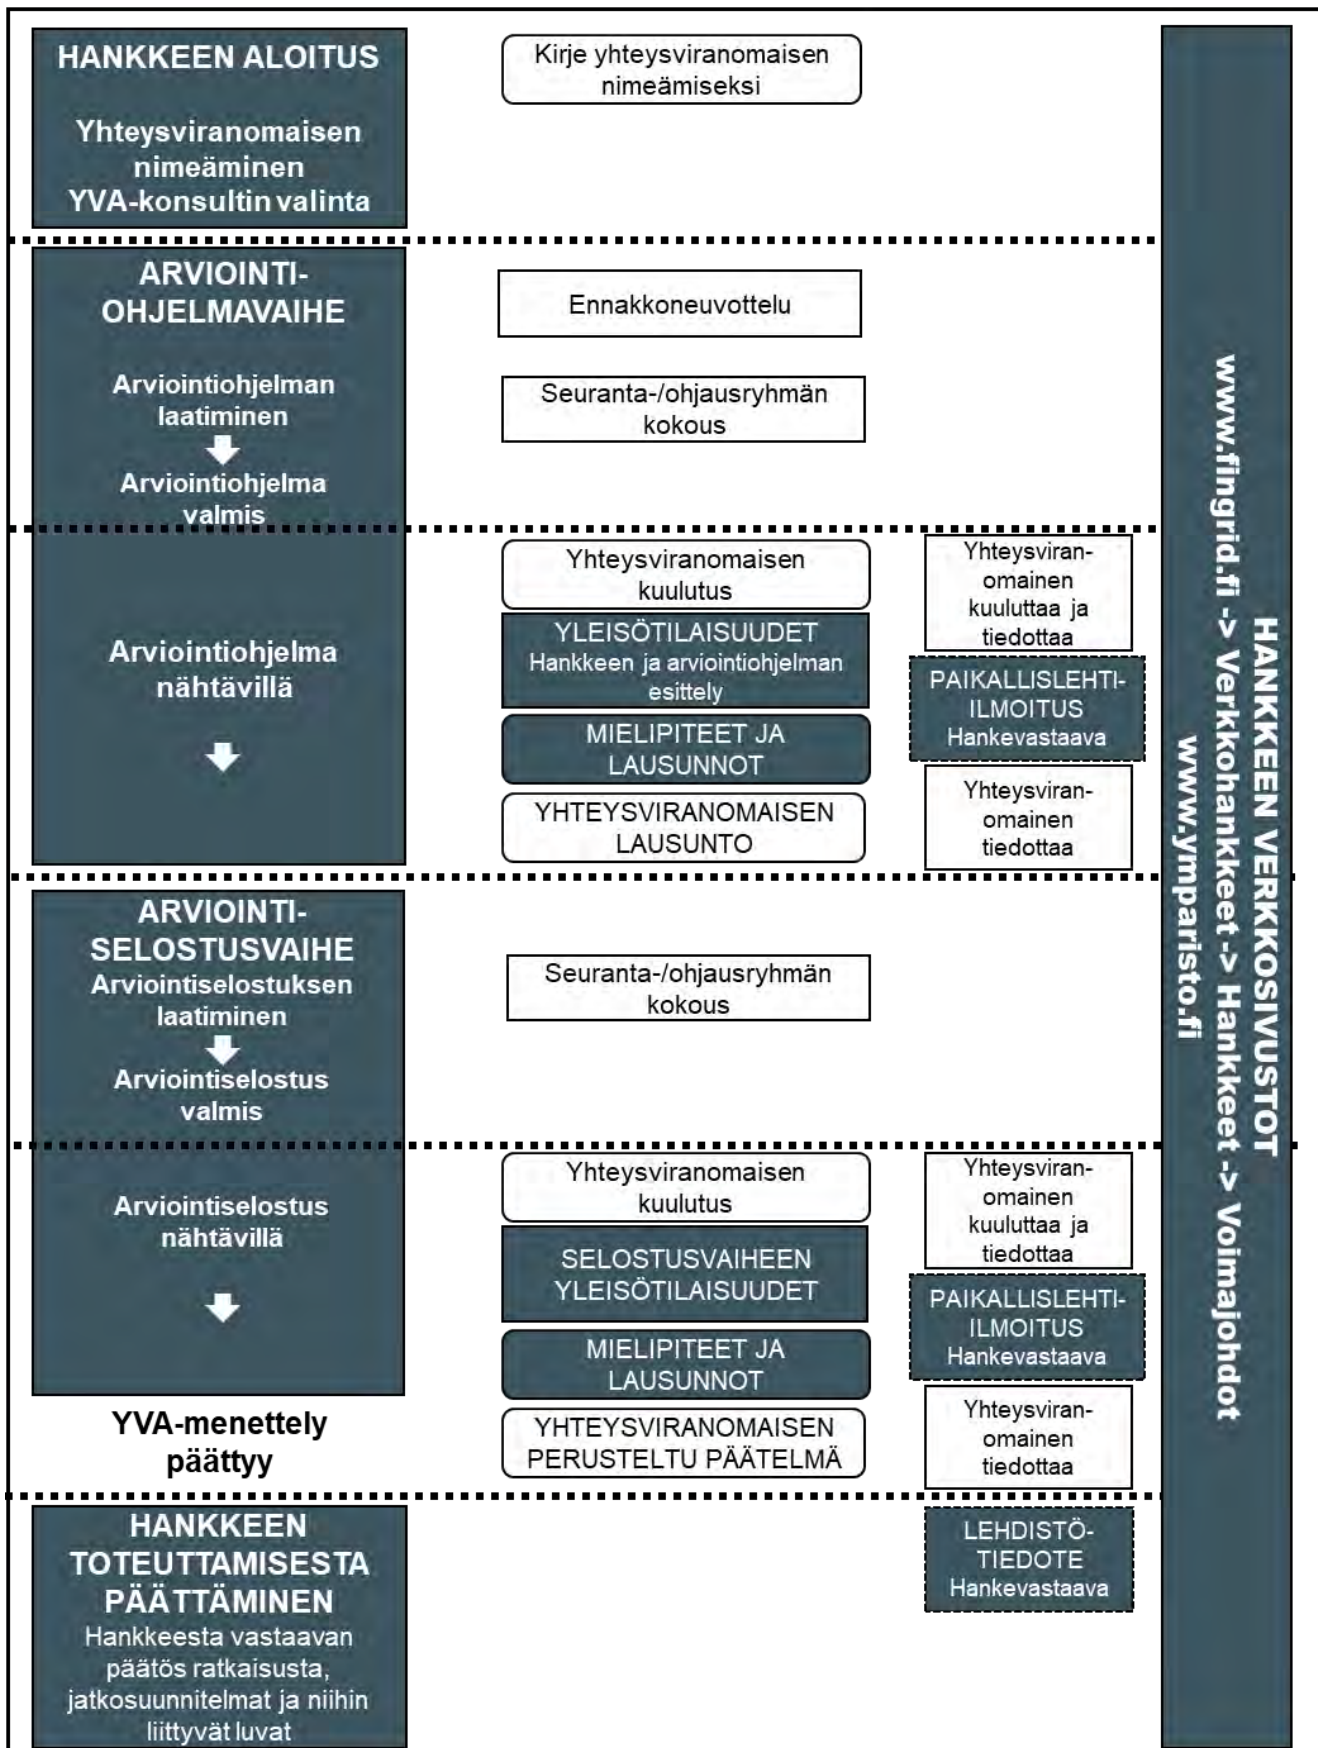 HANKKEEN ALOITUS
Yhteysviranomaisen
nimeäminen
YVA-konsultin valinta
Kirje yhteysviranomaisen
nimeämiseksi
ARVIOINTI-
OHJELMAVAIHE
Arviointiohjelman
laatiminen
Arviointiohjelma
valmis
Ennakkoneuvottelu
Seuranta-/ohjausryhmän
kokous
Arviointiohjelma
nähtävillä
Yhteysviranomaisen
kuulutus
YLEISÖTILAISUUDET
Hankkeen ja arviointiohjelman
esittely
MIELIPITEET JA
LAUSUNNOT
YHTEYSVIRANOMAISEN
LAUSUNTO
Yhteysviran-
omainen
kuuluttaa ja
tiedottaa
PAIKALLISLEHTI-
ILMOITUS
Hankevastaava
Yhteysviran-
omainen
tiedottaa
ARVIOINTI-
SELOSTUSVAIHE
Arviointiselostuksen
laatiminen
Arviointiselostus
valmis
Seuranta-/ohjausryhmän
kokous
Arviointiselostus
nähtävillä
Yhteysviranomaisen
kuulutus
SELOSTUSVAIHEEN
YLEISÖTILAISUUDET
MIELIPITEET JA
LAUSUNNOT
YHTEYSVIRANOMAISEN
PERUSTELTU PÄÄTELMÄ
Yhteysviran-
omainen
kuuluttaa ja
tiedottaa
PAIKALLISLEHTI-
ILMOITUS
Hankevastaava
Yhteysviran-
omainen
tiedottaa
YVA-menettely
päättyy
HANKKEEN
TOTEUTTAMISESTA
PÄÄTTÄMINEN
Hankkeesta vastaavan
päätös ratkaisusta,
jatkosuunnitelmat ja niihin
liittyvät luvat
LEHDISTÖ-
TIEDOTE
Hankevastaava
HANKKEEN VERKKOSIVUSTOT
www.fingrid.fi -> Verkkohankkeet -> Hankkeet -> Voimajohdot
www.ymparisto.fi